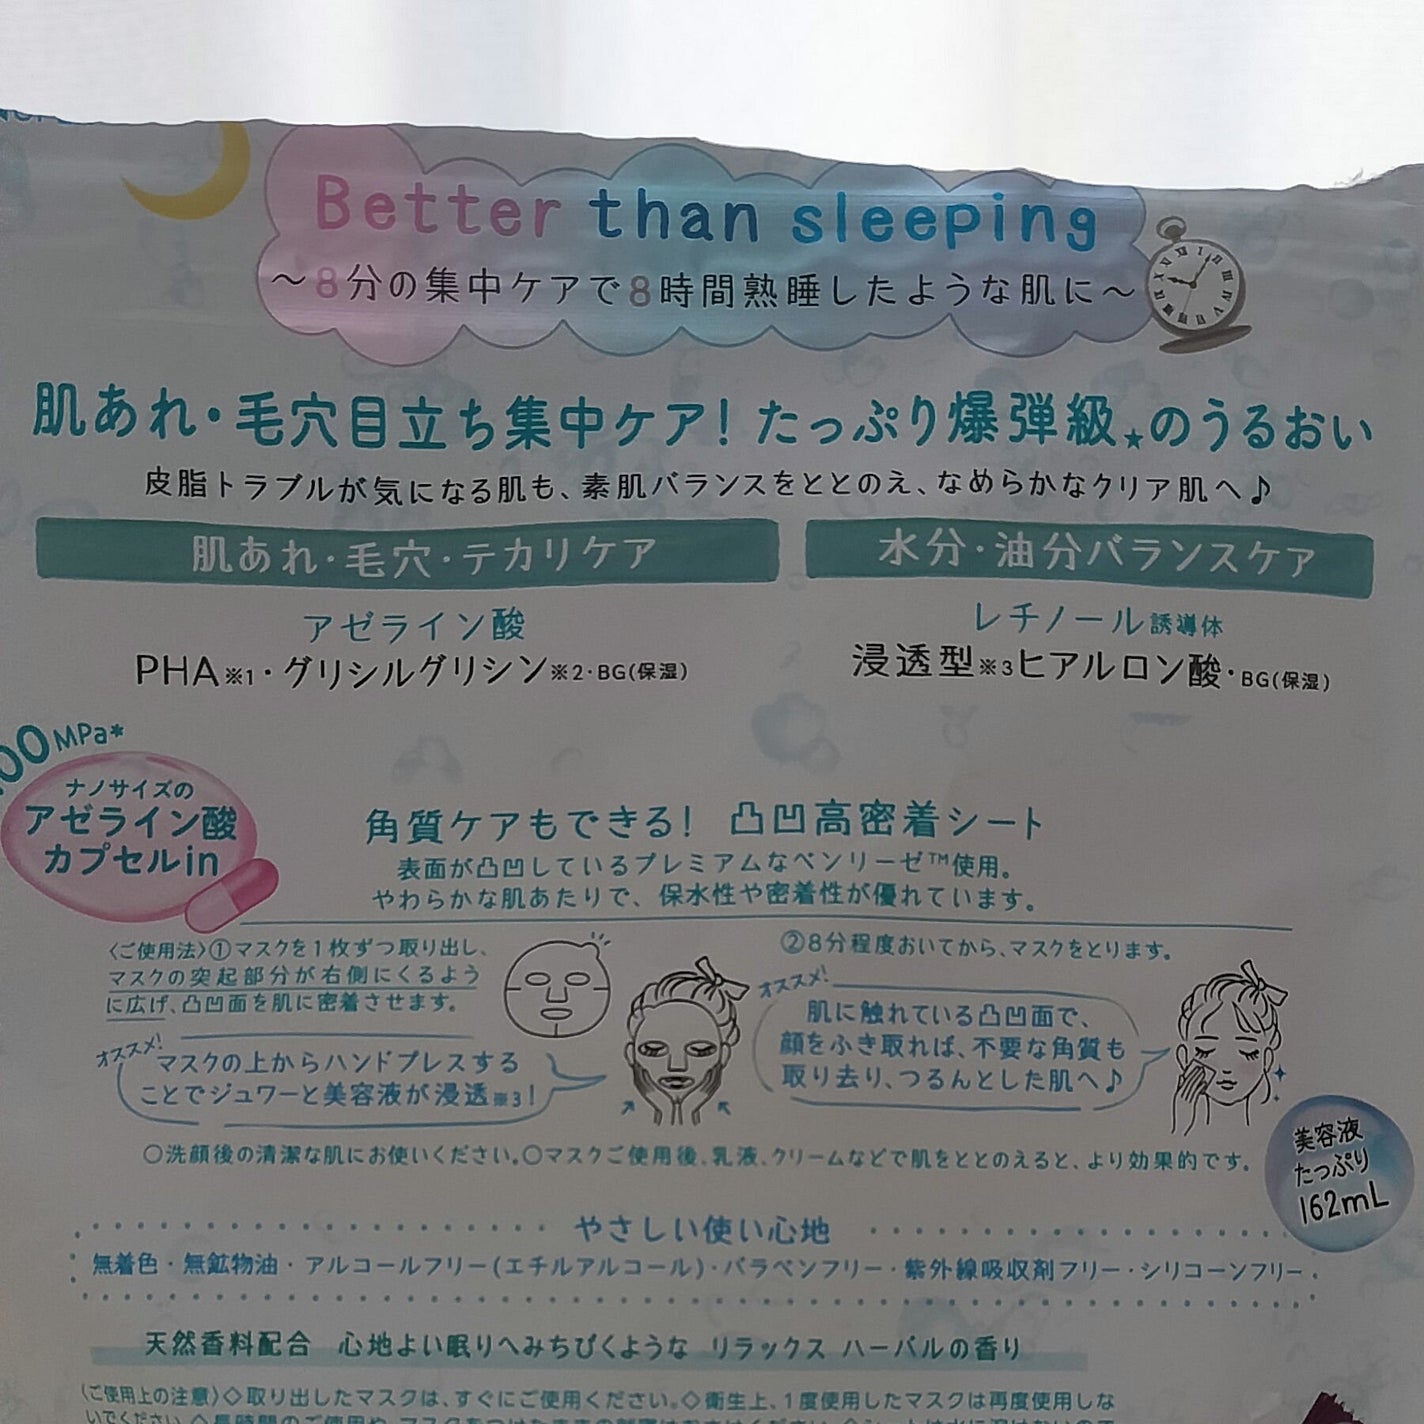 Better than sleeping
〜8分の集中ケアで8時間熟睡したような肌に〜
肌あれ・毛穴目立ち集中ケア！たっぷり爆弾級★のうるおい
皮脂トラブルが気になる肌も、素肌バランスをととのえ、なめらかなクリア肌へ♪
肌あれ・毛穴・テカリケア
アゼライン酸
PHA※1・グリシルグリシン※2・BG(保湿)
水分・油分バランスケア
レチノール誘導体
浸透型※3ヒアルロン酸・BG(保湿)
00MPa*
ナノサイズの
アゼライン酸
カプセルin
角質ケアもできる！ 凸凹高密着シート
表面が凸凹しているプレミアムなベンリーゼ™使用。
やわらかな肌あたりで、保水性や密着性が優れています。
〈ご使用法〉①マスクを1枚ずつ取り出し、
マスクの突起部分が右側にくるよう
に広げ、凸凹面を肌に密着させます。
オススメ!
マスクの上からハンドプレスする
ことでジュワーと美容液が浸透※3！
②8分程度おいてから、マスクをとります。
オススメ!
肌に触れている凸凹面で、
顔をふき取れば、不要な角質も
取り去り、つるんとした肌へ♪
○洗顔後の清潔な肌にお使いください。○マスクご使用後、乳液、クリームなどで肌をととのえると、より効果的です。
美容液
たっぷり
162mL
やさしい使い心地
無着色・無鉱物油・アルコールフリー(エチルアルコール)・パラベンフリー・紫外線吸収剤フリー・シリコーンフリー
天然香料配合 心地よい眠りへみちびくような リラックス ハーバルの香り
〈ご使用上の注意〉◇取り出したマスクは、すぐにご使用ください。◇衛生上、1度使用したマスクは再度使用しな